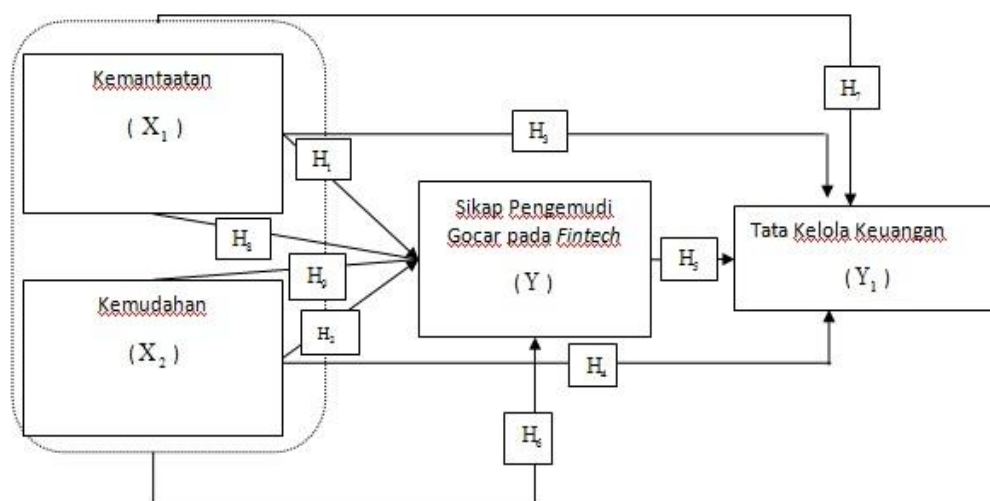 Kemanfaatan
( X₁ )
H₇
H₃
H₁
Sikap Pengemudi
Gocar pada Fintech
( Y )
Tata Kelola Keuangan
( Y₁ )
H₈
H₅
H₉
Kemudahan
( X₂ )
H₂
H₄
H₆